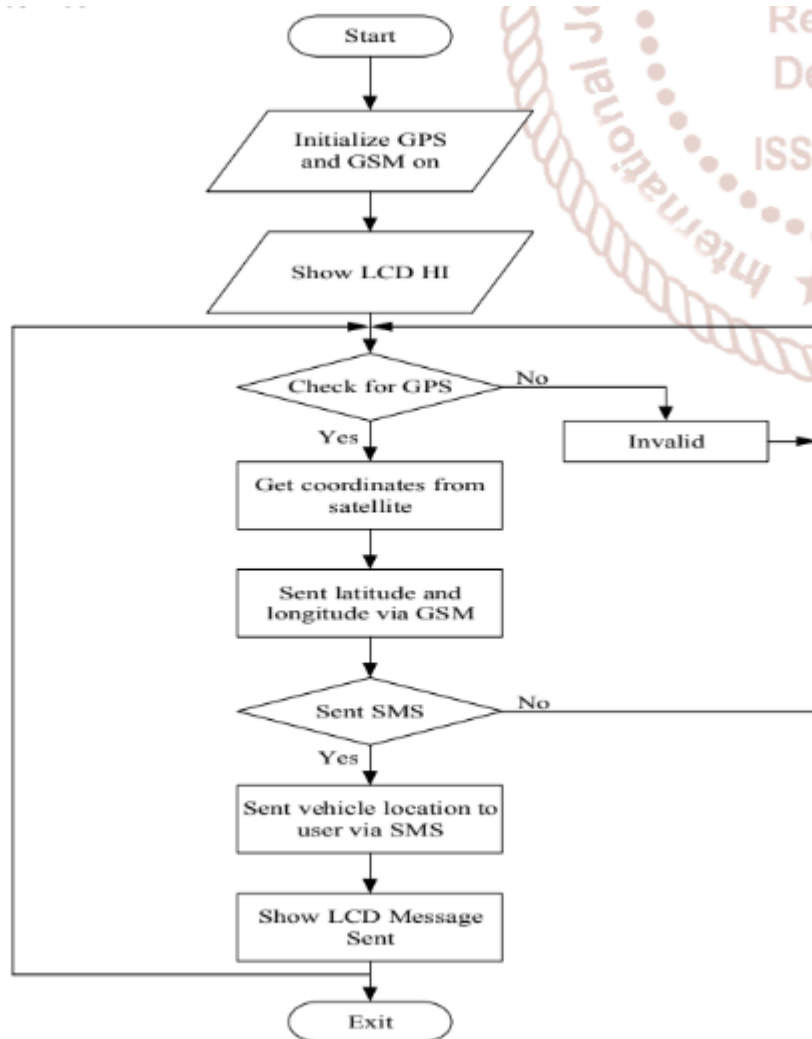 Start
Initialize GPS
and GSM on
Show LCD HI
Check for GPS
No
Invalid
Yes
Get coordinates from
satellite
Sent latitude and
longitude via GSM
Sent SMS
No
Yes
Sent vehicle location to
user via SMS
Show LCD Message
Sent
Exit
International